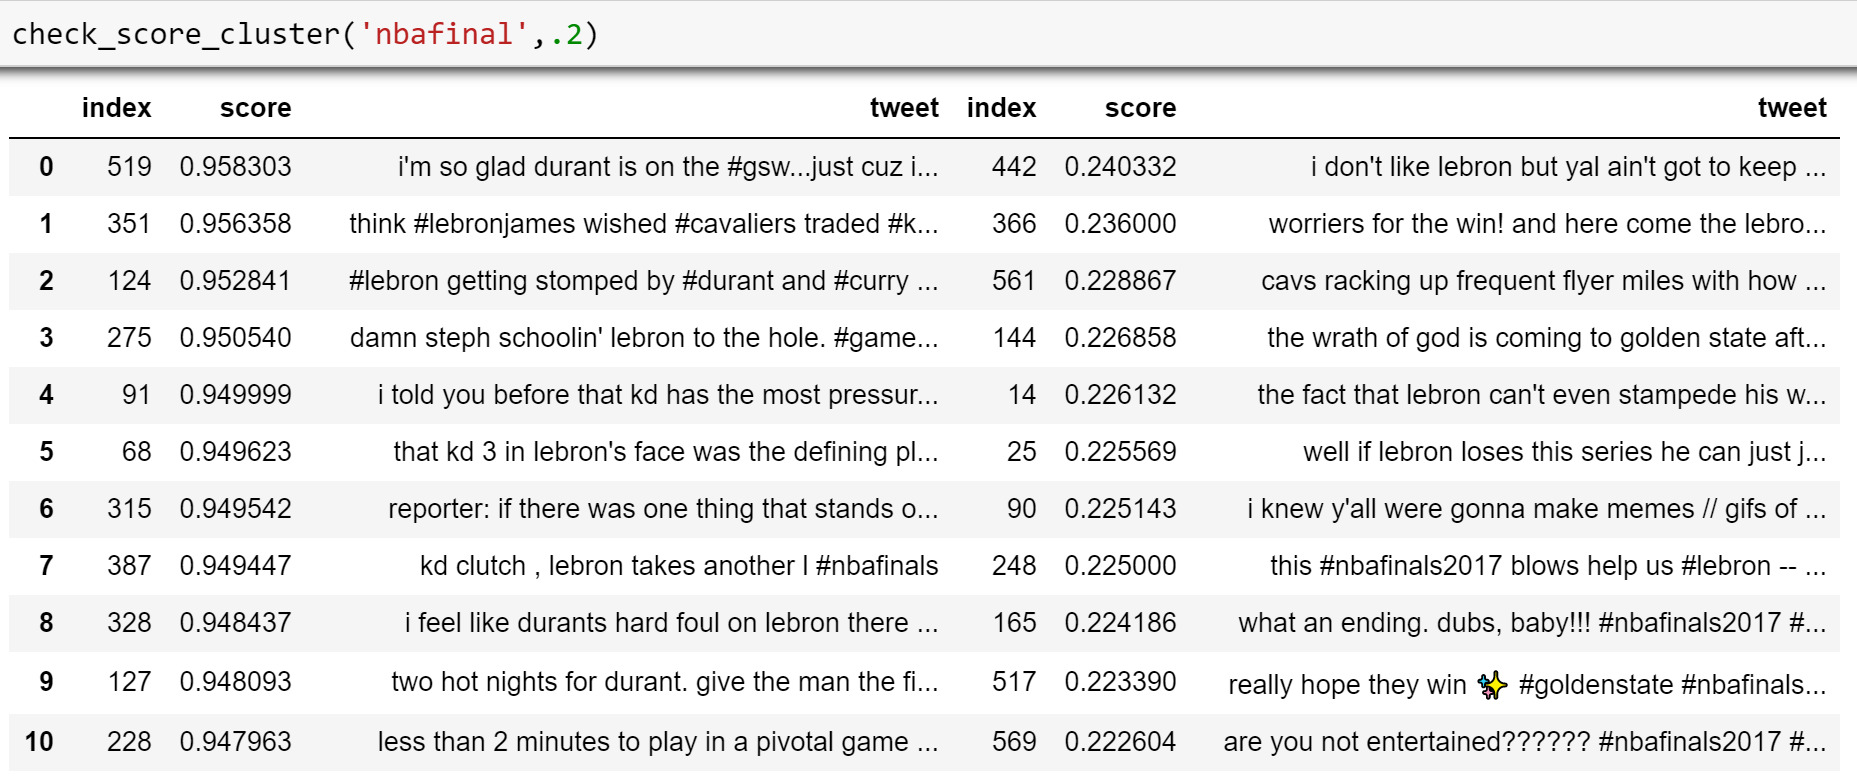 check_score_cluster('nbafinal',.2)
index score tweet index score tweet
0 519 0.958303 i'm so glad durant is on the #gsw...just cuz i... 442 0.240332 i don't like lebron but yal ain't got to keep ...
1 351 0.956358 think #lebronjames wished #cavaliers traded #k... 366 0.236000 worriers for the win! and here come the lebro...
2 124 0.952841 #lebron getting stomped by #durant and #curry ... 561 0.228867 cavs racking up frequent flyer miles with how ...
3 275 0.950540 damn steph schoolin' lebron to the hole. #game... 144 0.226858 the wrath of god is coming to golden state aft...
4 91 0.949999 i told you before that kd has the most pressur... 14 0.226132 the fact that lebron can't even stampede his w...
5 68 0.949623 that kd 3 in lebron's face was the defining pl... 25 0.225569 well if lebron loses this series he can just j...
6 315 0.949542 reporter: if there was one thing that stands o... 90 0.225143 i knew y'all were gonna make memes // gifs of ...
7 387 0.949447 kd clutch , lebron takes another l #nbafinals 248 0.225000 this #nbafinals2017 blows help us #lebron -- ...
8 328 0.948437 i feel like durants hard foul on lebron there ... 165 0.224186 what an ending. dubs, baby!!! #nbafinals2017 #...
9 127 0.948093 two hot nights for durant. give the man the fi... 517 0.223390 really hope they win ✨ #goldenstate #nbafinals...
10 228 0.947963 less than 2 minutes to play in a pivotal game ... 569 0.222604 are you not entertained?????? #nbafinals2017 #...